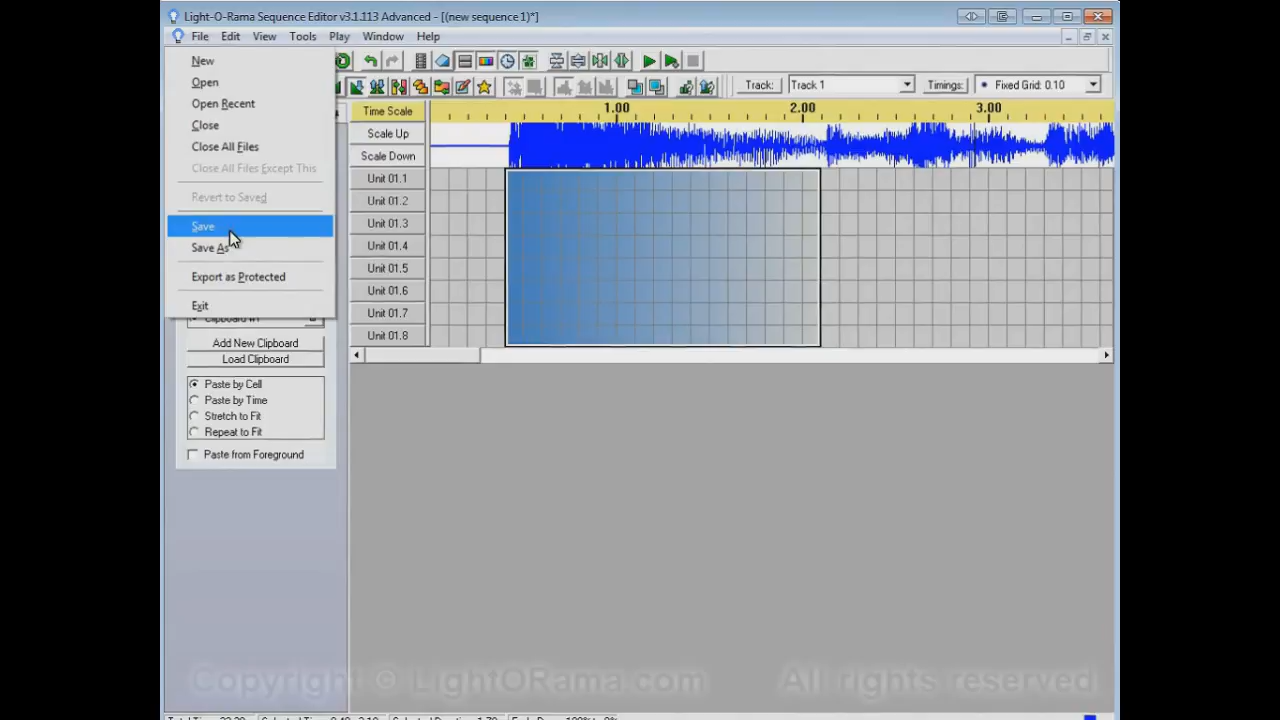 Light-O-Rama Sequence Editor v3.1.113 Advanced - [(new sequence 1)*]
File Edit View Tools Play Window Help
New
Open
Open Recent
Close
Close All Files
Close All Files Except This
Revert to Saved
Save
Save As
Export as Protected
Exit
Add New Clipboard
Load Clipboard
Paste by Cell
Paste by Time
Stretch to Fit
Repeat to Fit
Paste from Foreground
Track: Track 1 Timings: Fixed Grid: 0.10
Time Scale 1.00 2.00 3.00
Scale Up
Scale Down
Unit 01.1
Unit 01.2
Unit 01.3
Unit 01.4
Unit 01.5
Unit 01.6
Unit 01.7
Unit 01.8
Copyright © LightORama.com All rights reserved